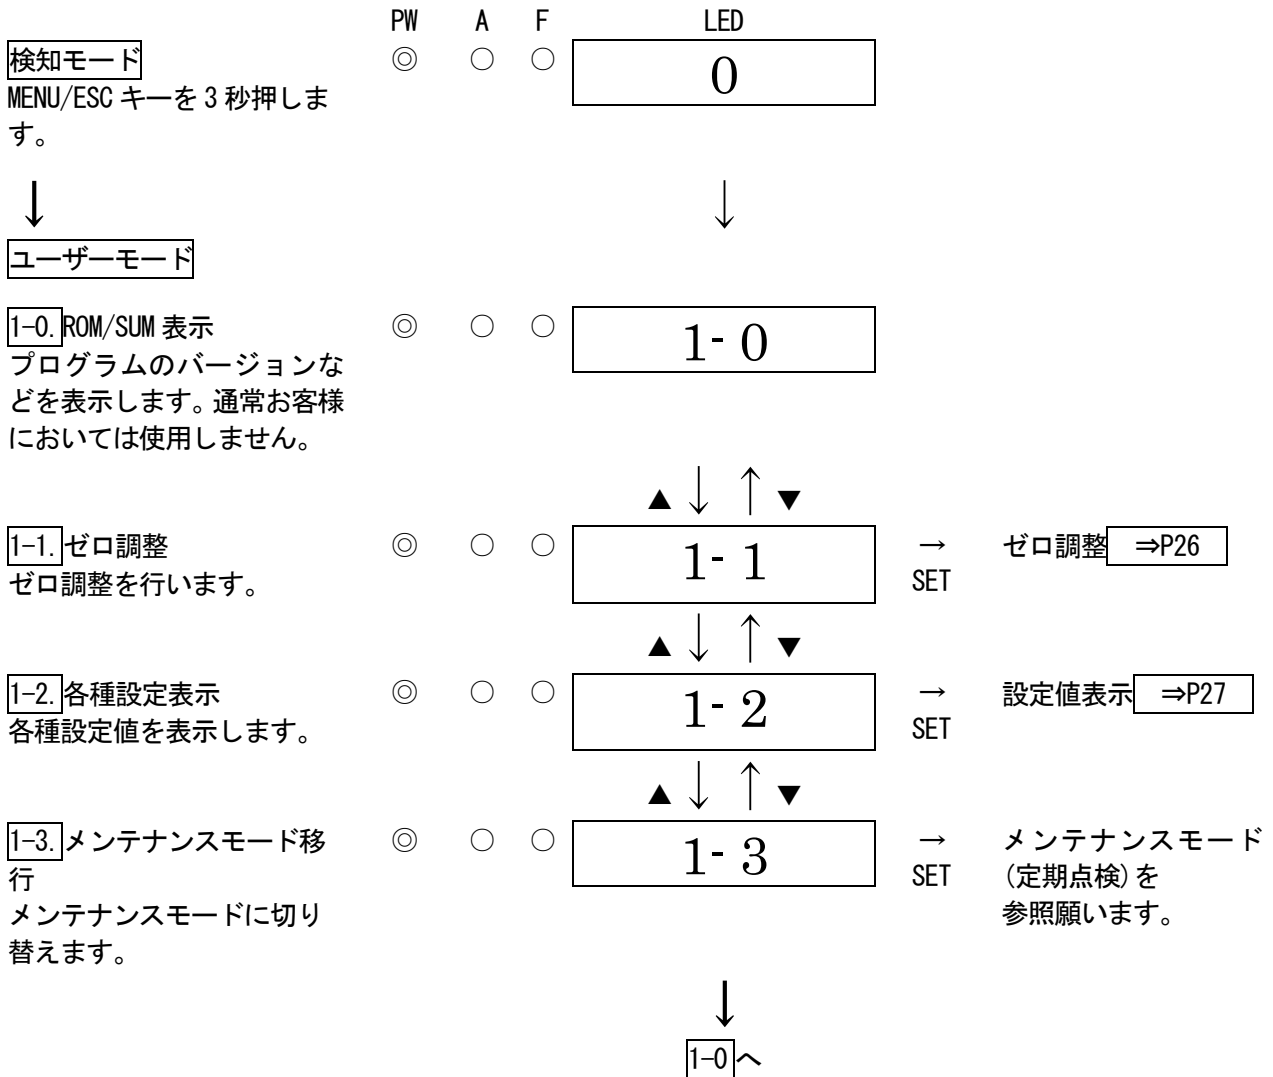 PW A F LED
検知モード ◎ ○ ○ 0
MENU/ESC キーを 3 秒押しま
す。
↓ ↓
ユーザーモード
1-0. ROM/SUM 表示 ◎ ○ ○ 1- 0
プログラムのバージョンな
どを表示します。通常お客様
においては使用しません。
▲ ↓ ↑ ▼
1-1. ゼロ調整 ◎ ○ ○ 1- 1 → ゼロ調整 ⇒P26
ゼロ調整を行います。 SET
▲ ↓ ↑ ▼
1-2. 各種設定表示 ◎ ○ ○ 1- 2 → 設定値表示 ⇒P27
各種設定値を表示します。 SET
▲ ↓ ↑ ▼
1-3. メンテナンスモード移 ◎ ○ ○ 1- 3 → メンテナンスモード
行 SET (定期点検)を
メンテナンスモードに切り 参照願います。
替えます。
↓
1-0 へ